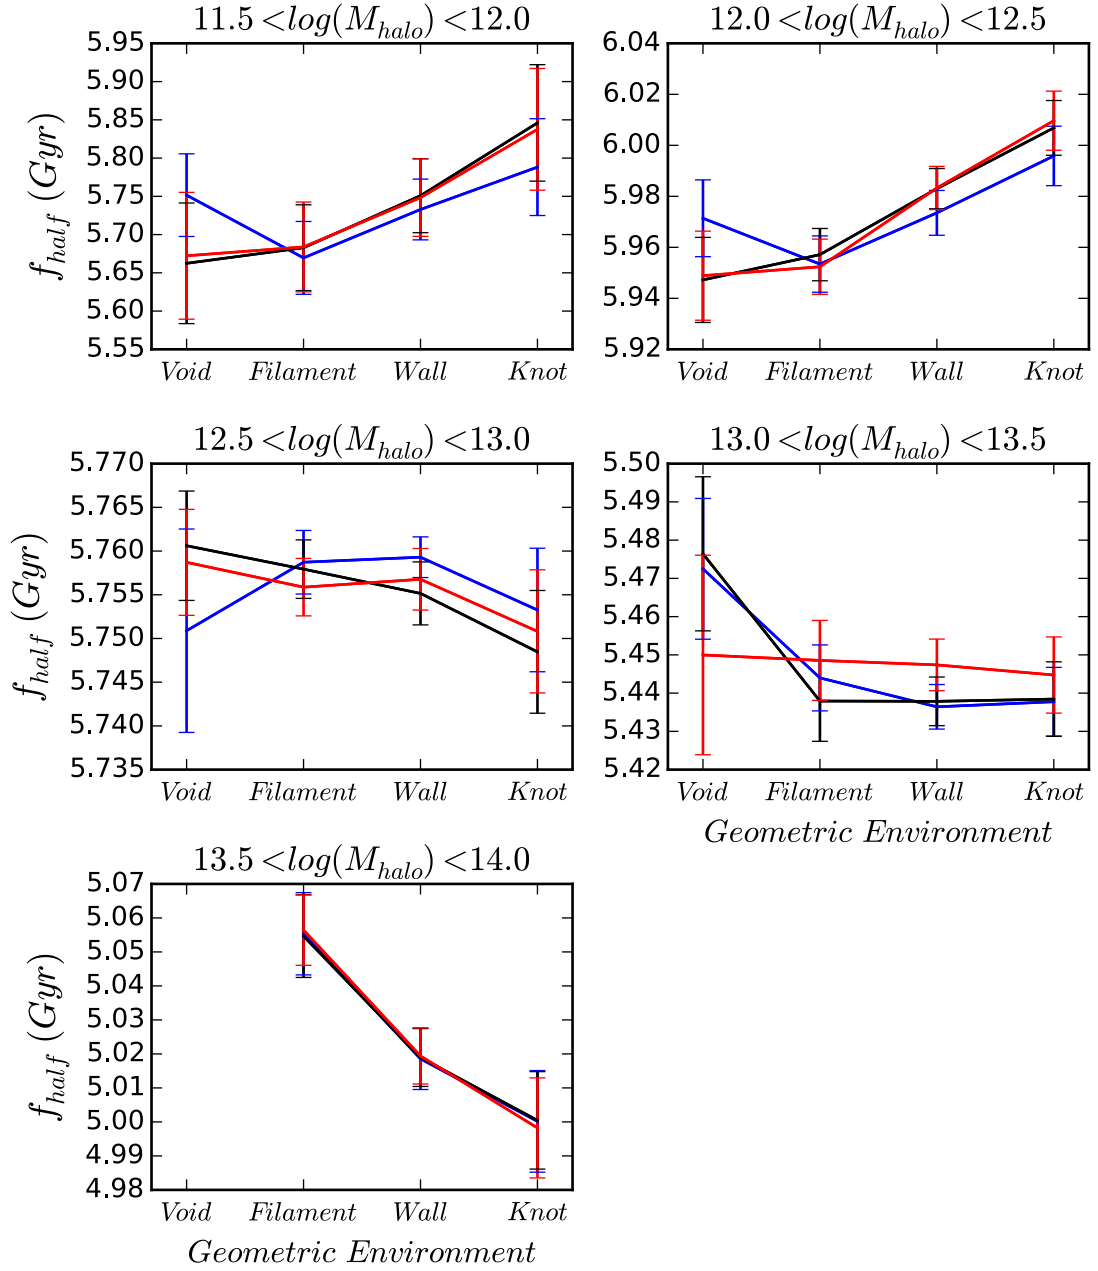 11.5 <log(M_halo) <12.0
f_half (Gyr)
5.95
5.90
5.85
5.80
5.75
5.70
5.65
5.60
5.55
Void Filament Wall Knot
12.0 <log(M_halo) <12.5
6.04
6.02
6.00
5.98
5.96
5.94
5.92
Void Filament Wall Knot
12.5 <log(M_halo) <13.0
f_half (Gyr)
5.770
5.765
5.760
5.755
5.750
5.745
5.740
5.735
Void Filament Wall Knot
13.0 <log(M_halo) <13.5
5.50
5.49
5.48
5.47
5.46
5.45
5.44
5.43
5.42
Void Filament Wall Knot
Geometric Environment
13.5 <log(M_halo) <14.0
f_half (Gyr)
5.07
5.06
5.05
5.04
5.03
5.02
5.01
5.00
4.99
4.98
Void Filament Wall Knot
Geometric Environment